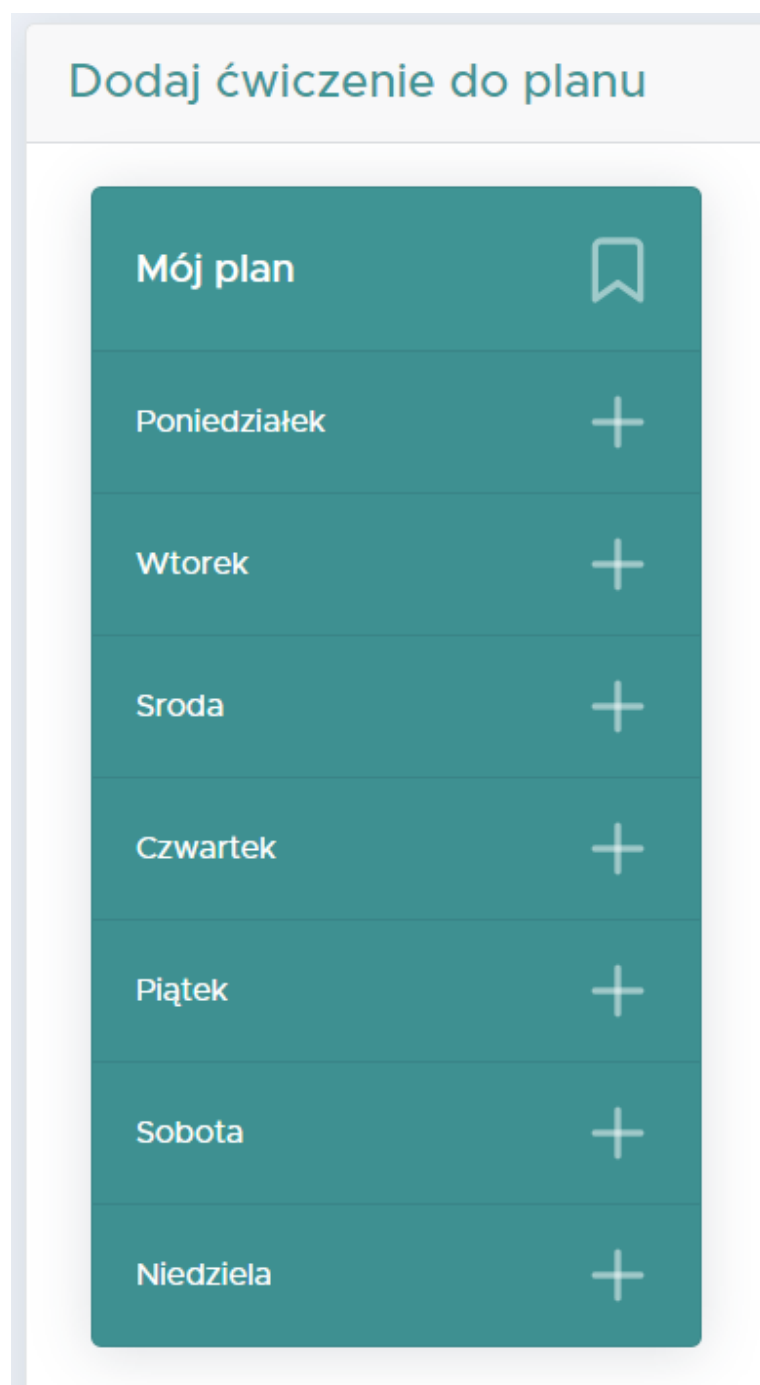 Dodaj ćwiczenie do planu
Mój plan
Poniedziałek
Wtorek
Sroda
Czwartek
Piątek
Sobota
Niedziela